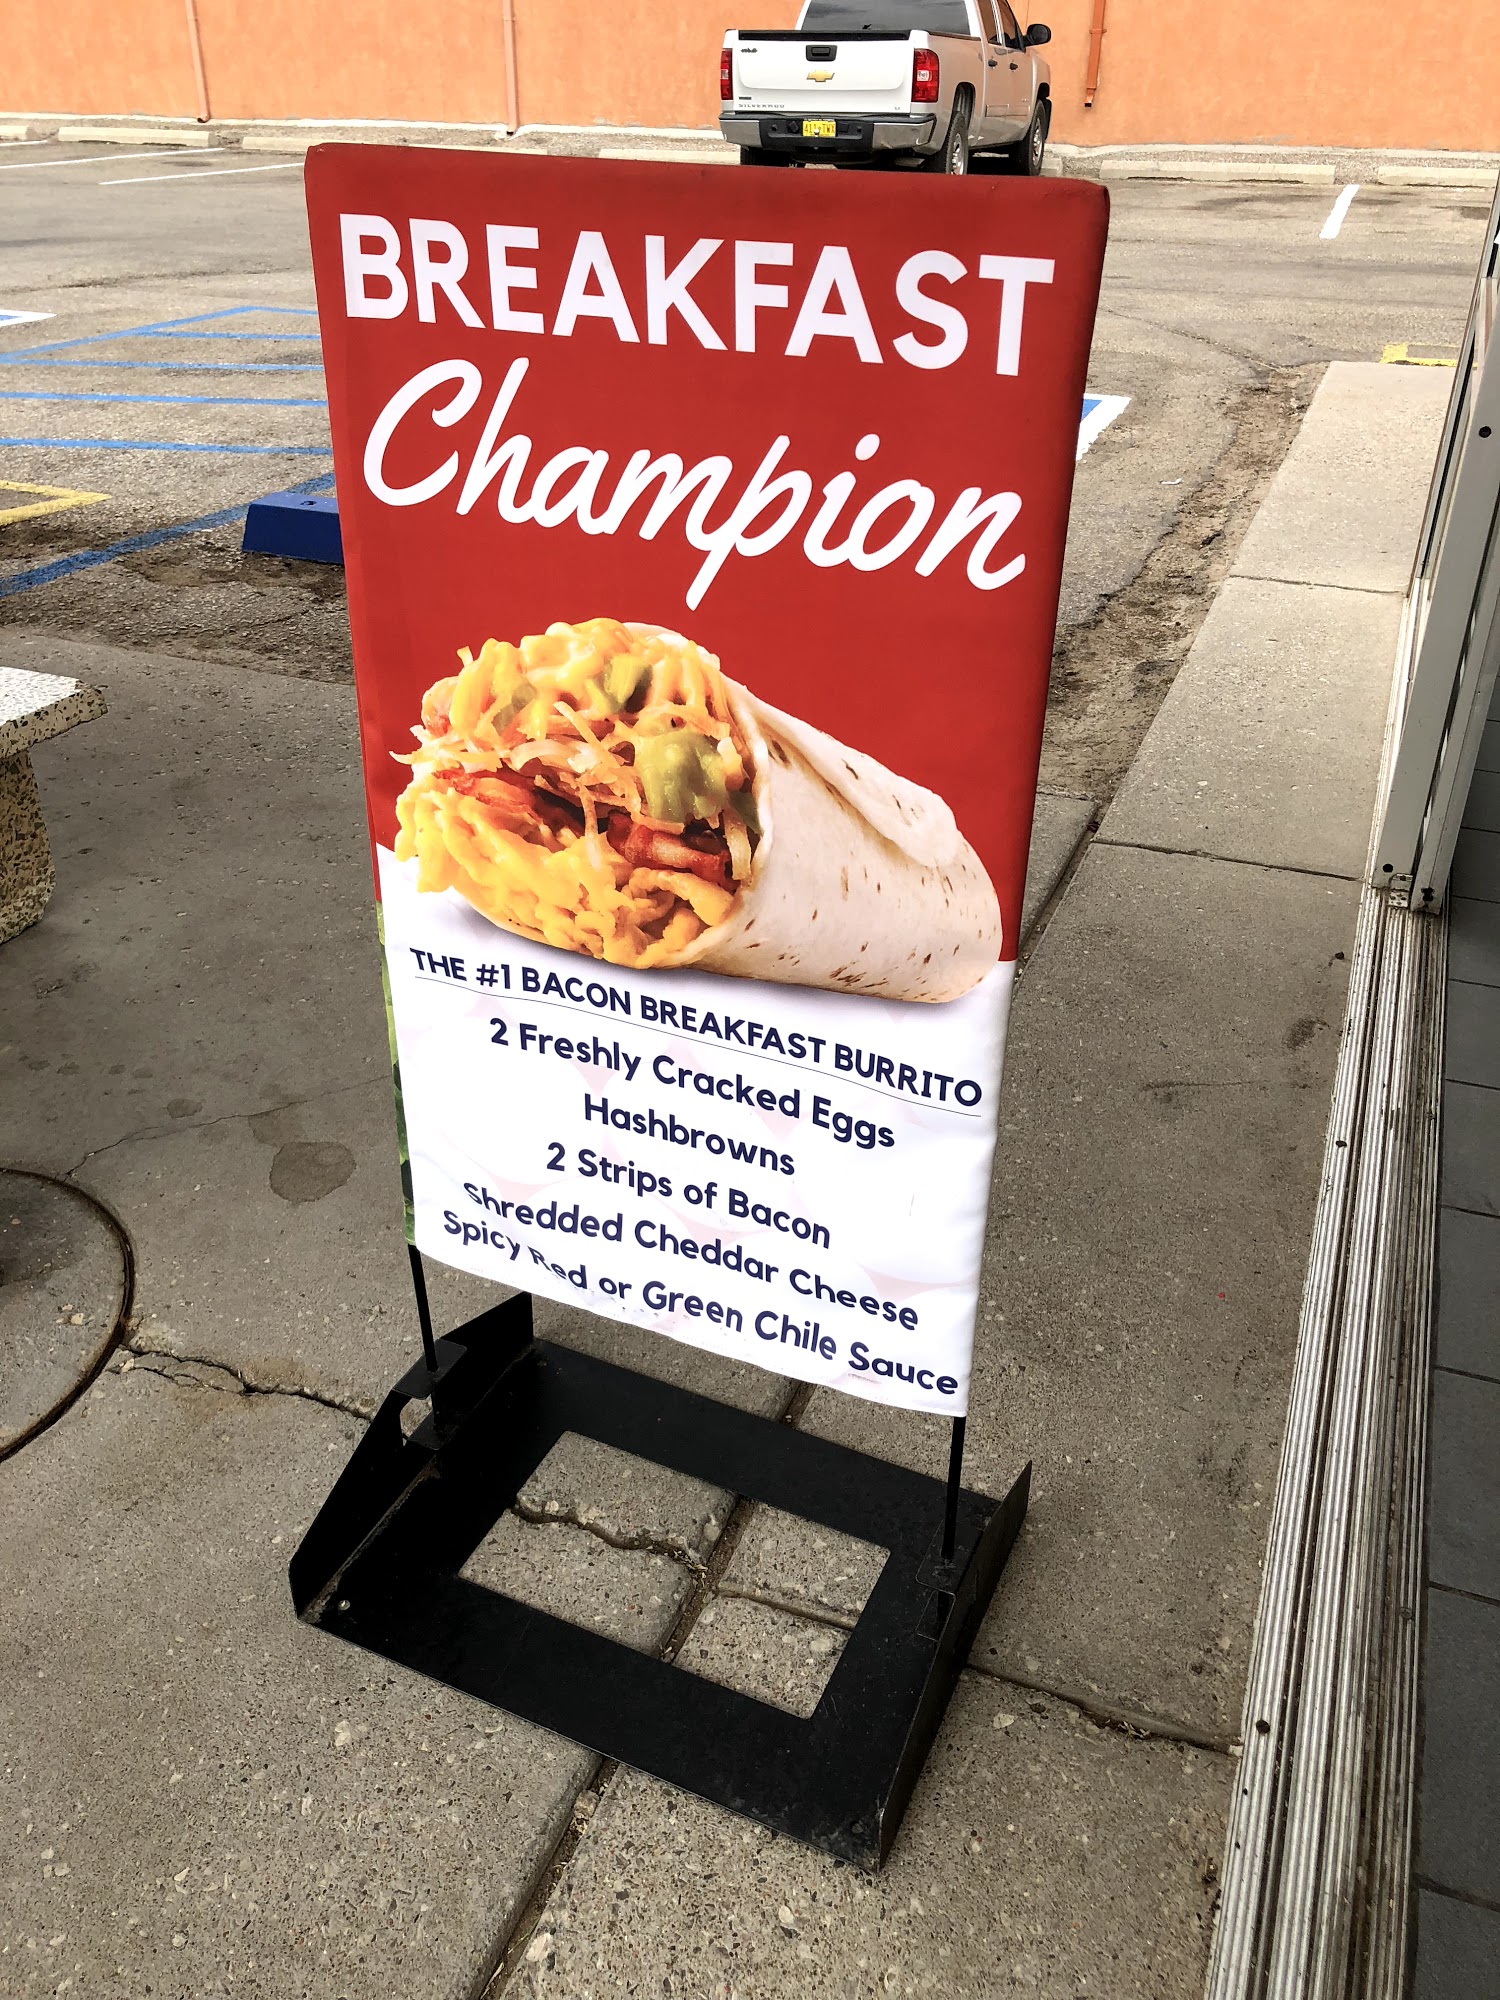 BREAKFAST
Champion
THE #1 BACON BREAKFAST BURRITO
2 Freshly Cracked Eggs
Hashbrowns
2 Strips of Bacon
Shredded Cheddar Cheese
Spicy Red or Green Chile Sauce
SILVERADO